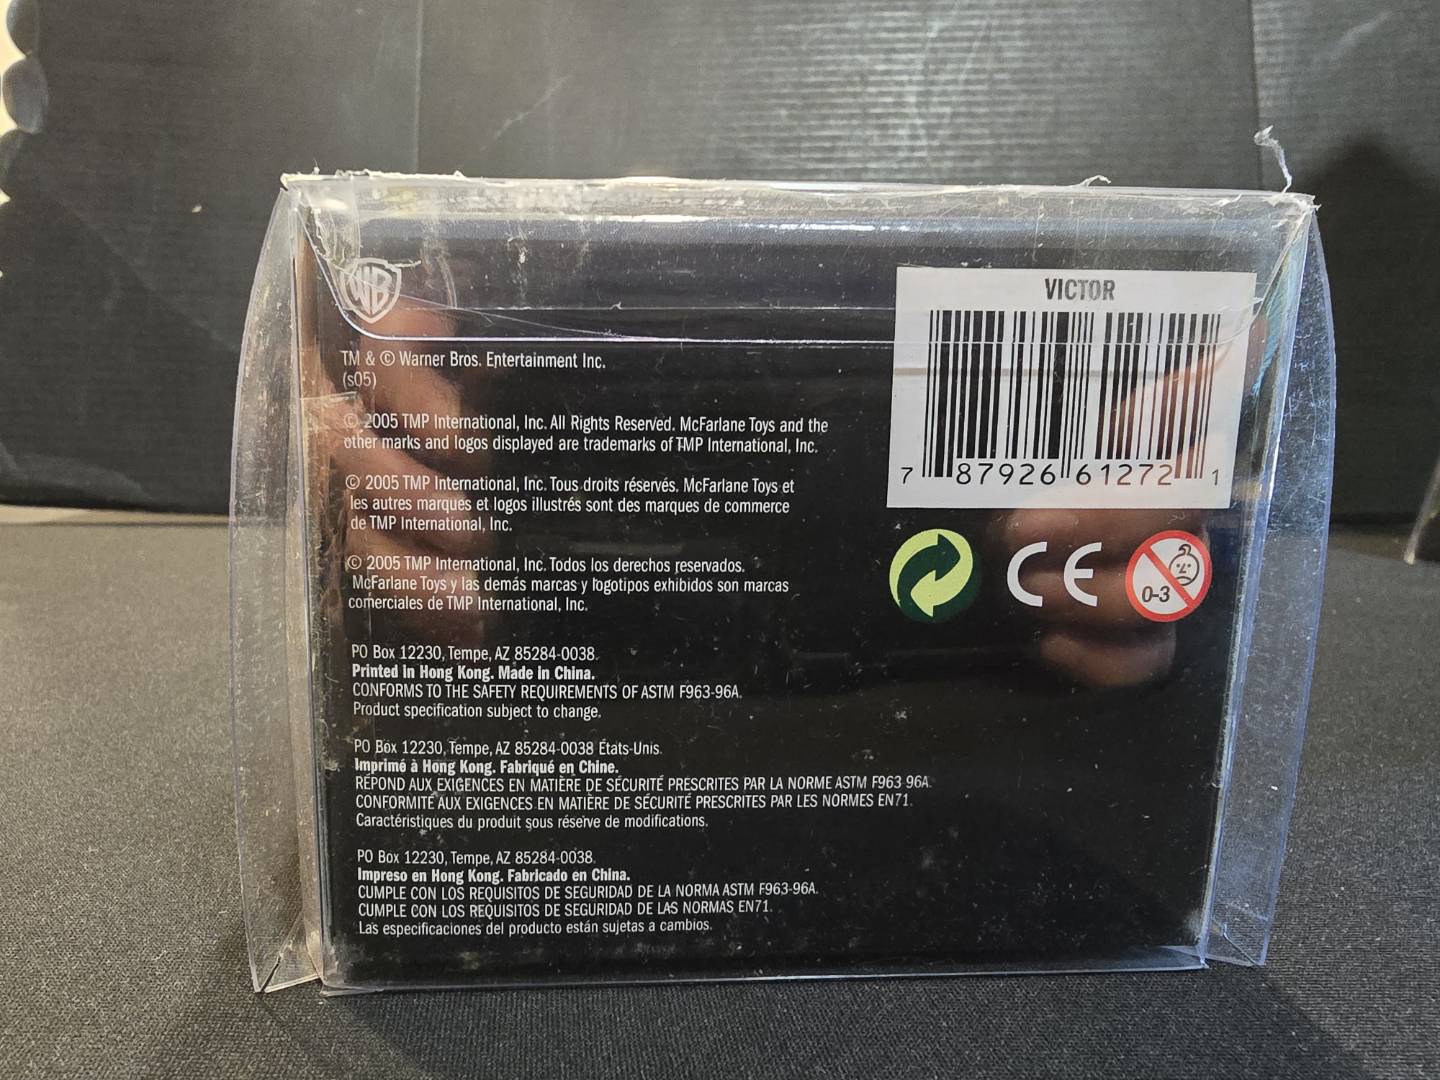 WB
TM & © Warner Bros. Entertainment Inc.
(s05)
© 2005 TMP International, Inc. All Rights Reserved. McFarlane Toys and the
other marks and logos displayed are trademarks of TMP International, Inc.
© 2005 TMP International, Inc. Tous droits réservés. McFarlane Toys et
les autres marques et logos illustrés sont des marques de commerce
de TMP International, Inc.
© 2005 TMP International, Inc. Todos los derechos reservados.
McFarlane Toys y las demás marcas y logotipos exhibidos son marcas
comerciales de TMP International, Inc.
PO Box 12230, Tempe, AZ 85284-0038.
Printed in Hong Kong. Made in China.
CONFORMS TO THE SAFETY REQUIREMENTS OF ASTM F963-96A.
Product specification subject to change.
PO Box 12230, Tempe, AZ 85284-0038 États-Unis.
Imprimé à Hong Kong. Fabriqué en Chine.
RÉPOND AUX EXIGENCES EN MATIÈRE DE SÉCURITÉ PRESCRITES PAR LA NORME ASTM F963 96A.
CONFORMITÉ AUX EXIGENCES EN MATIÈRE DE SÉCURITÉ PRESCRITES PAR LES NORMES EN71.
Caractéristiques du produit sous réserve de modifications.
PO Box 12230, Tempe, AZ 85284-0038.
Impreso en Hong Kong. Fabricado en China.
CUMPLE CON LOS REQUISITOS DE SEGURIDAD DE LA NORMA ASTM F963-96A.
CUMPLE CON LOS REQUISITOS DE SEGURIDAD DE LAS NORMAS EN71.
Las especificaciones del producto están sujetas a cambios.
VICTOR
7 87926 61272 1
CE
0-3